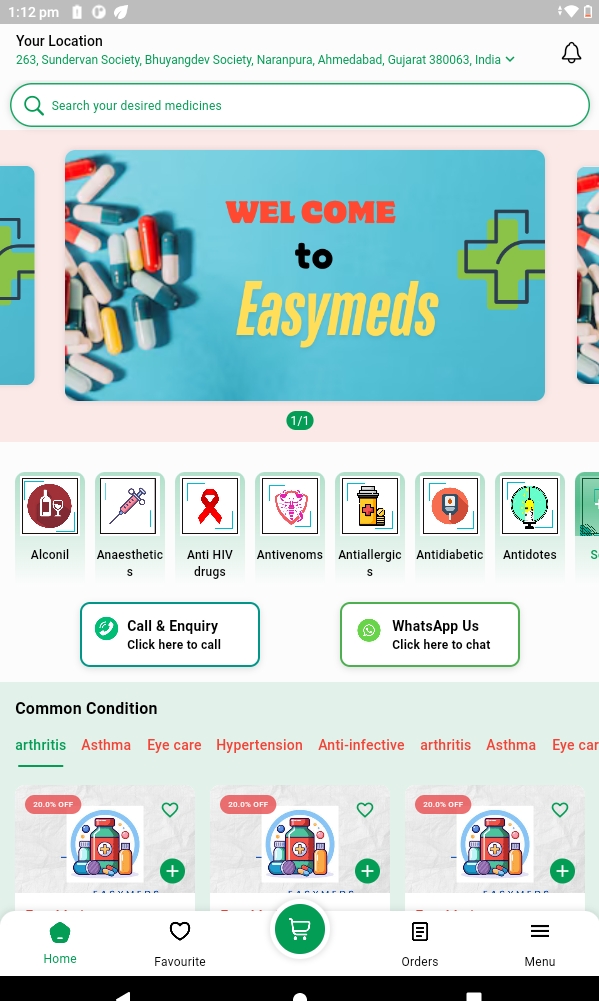 1:12 pm
Your Location
263, Sundervan Society, Bhuyangdev Society, Naranpura, Ahmedabad, Gujarat 380063, India
Search your desired medicines
WEL COME
to
Easymeds
1/1
Alconil
Anaesthetic
s
Anti HIV
drugs
Antivenoms
Antiallergic
s
Antidiabetic
Antidotes
Call & Enquiry
Click here to call
WhatsApp Us
Click here to chat
Common Condition
arthritis Asthma Eye care Hypertension Anti-infective arthritis Asthma Eye car
20.0% OFF 20.0% OFF 20.0% OFF
EASYMEDS EASYMEDS EASYMEDS
Home
Favourite
Orders
Menu